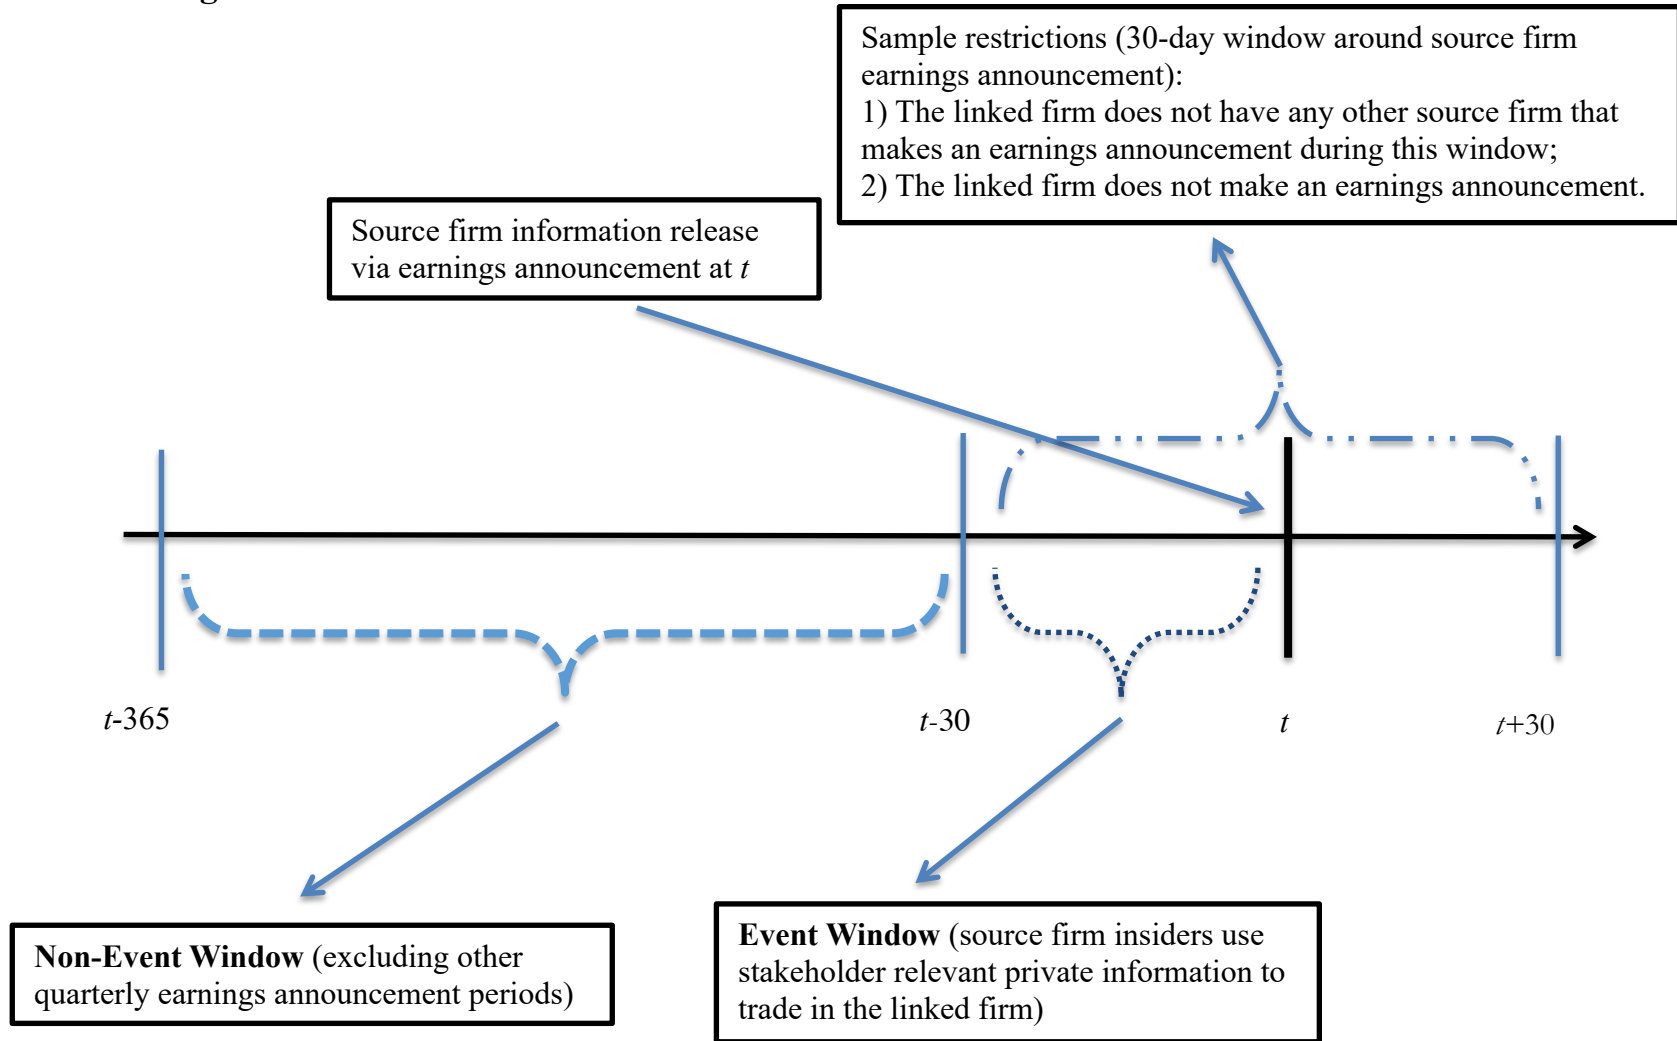 Sample restrictions (30-day window around source firm
earnings announcement):
1) The linked firm does not have any other source firm that
makes an earnings announcement during this window;
2) The linked firm does not make an earnings announcement.
Source firm information release
via earnings announcement at t
t-365
t-30
t
t+30
Non-Event Window (excluding other
quarterly earnings announcement periods)
Event Window (source firm insiders use
stakeholder relevant private information to
trade in the linked firm)